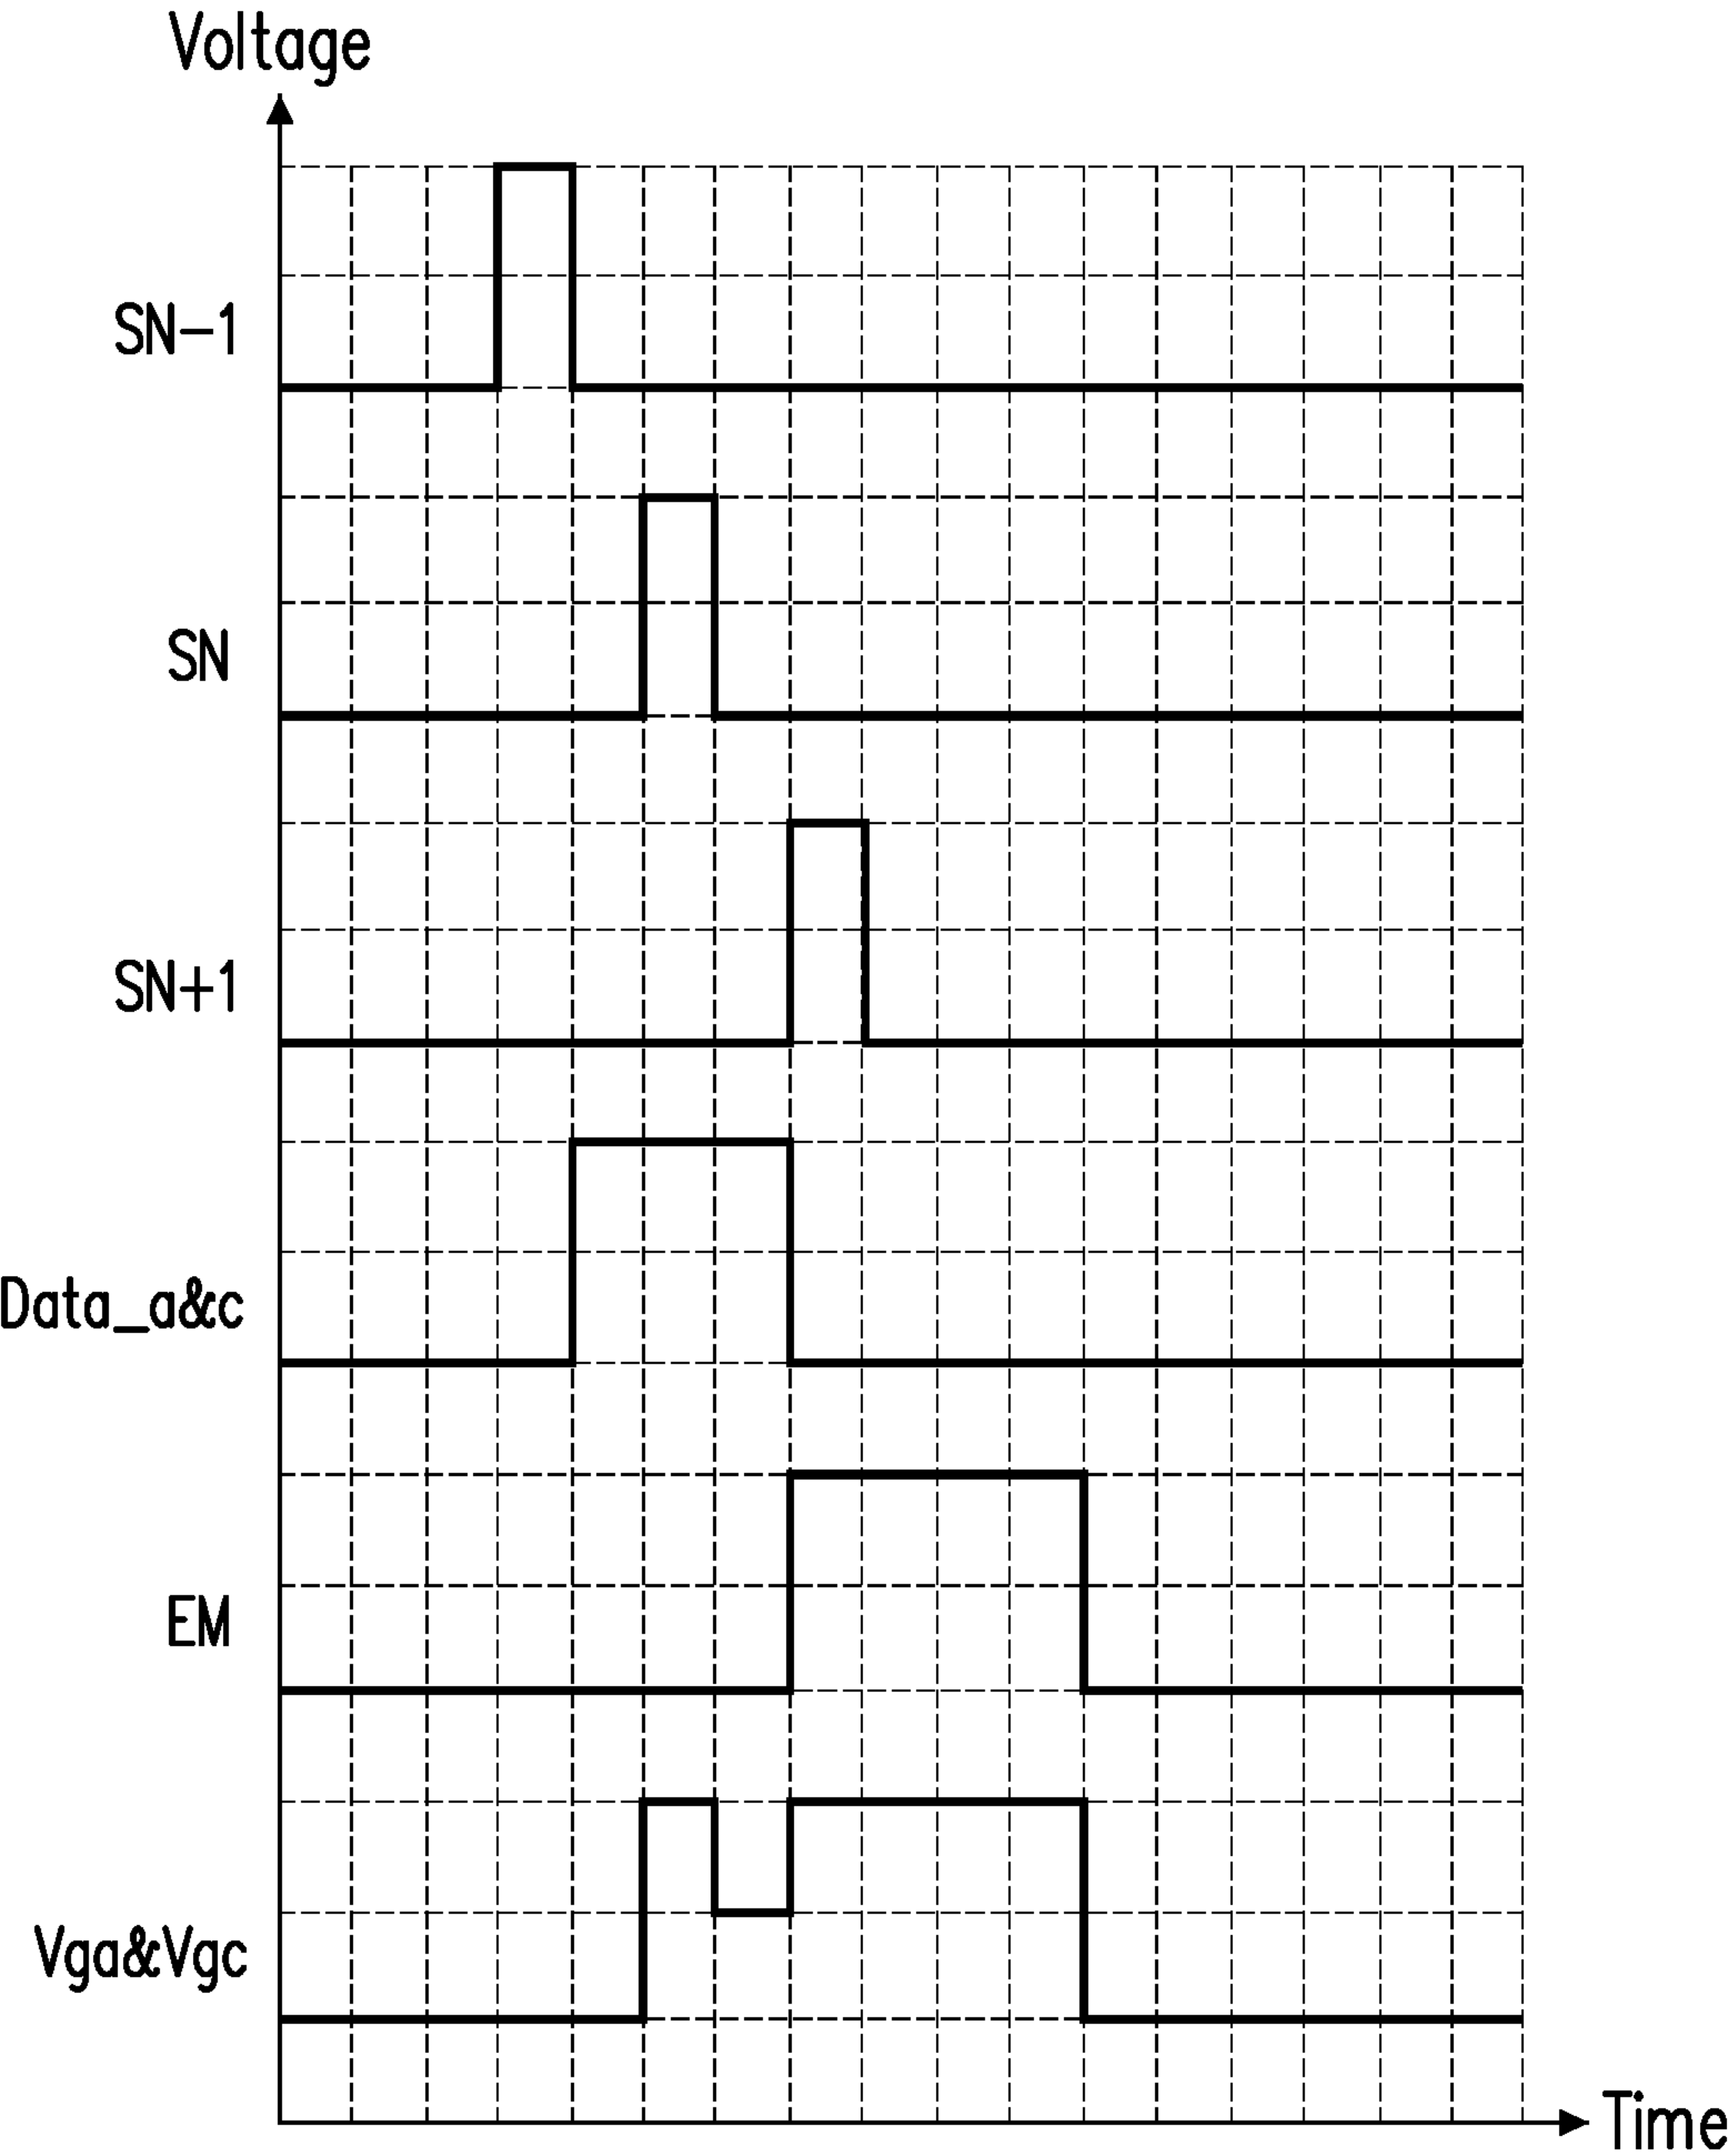 Voltage
SN-1
SN
SN+1
Data_a&c
EM
Vga&Vgc
Time